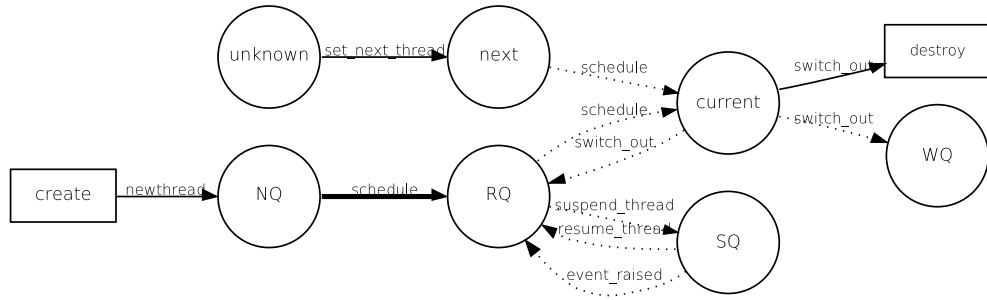 unknown
set_next_thread
next
schedule
current
switch_out
destroy
schedule
switch_out
switch_out
WQ
create
newthread
NQ
schedule
RQ
suspend_thread
resume_thread
SQ
event_raised